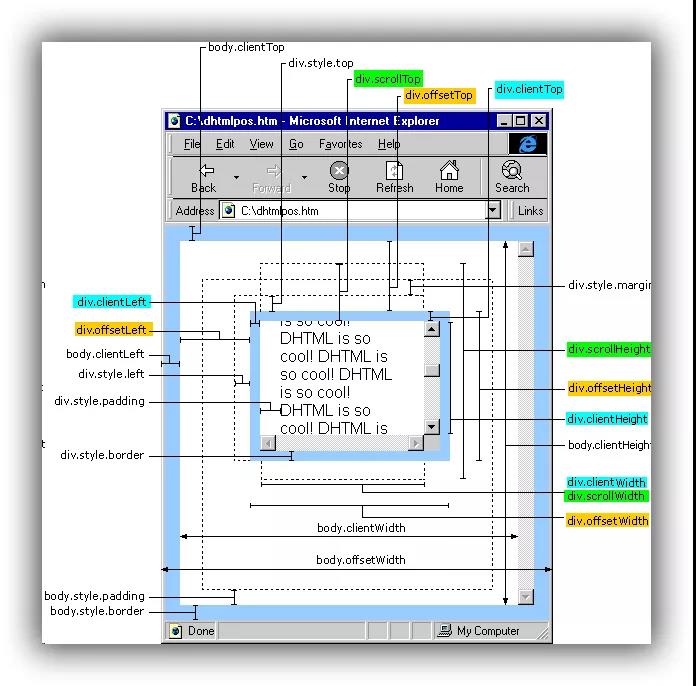 body.clientTop
div.style.top
div.scrollTop
div.offsetTop
div.clientTop
C:\dhtmlpos.htm - Microsoft Internet Explorer
File Edit View Go Favorites Help
Back Forward Stop Refresh Home Search
Address C:\dhtmlpos.htm Links
div.style.margin
div.clientLeft
div.offsetLeft
body.clientLeft
div.style.left
div.style.padding
div.style.border
is so cool!
DHTML is so
cool! DHTML is
so cool! DHTML
is so cool!
DHTML is so
cool! DHTML is
div.scrollHeight
div.offsetHeight
div.clientHeight
body.clientHeight
div.clientWidth
div.scrollWidth
div.offsetWidth
body.clientWidth
body.offsetWidth
body.style.padding
body.style.border
Done My Computer